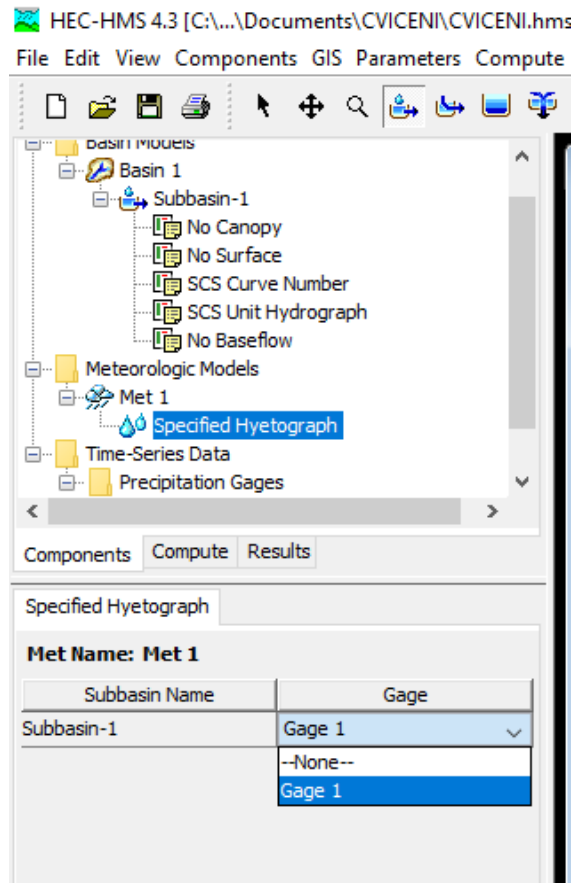 HEC-HMS 4.3 [C:\...\Documents\CVICENI\CVICENI.hms
File Edit View Components GIS Parameters Compute
Basin Models
Basin 1
Subbasin-1
No Canopy
No Surface
SCS Curve Number
SCS Unit Hydrograph
No Baseflow
Meteorologic Models
Met 1
Specified Hyetograph
Time-Series Data
Precipitation Gages
Components Compute Results
Specified Hyetograph
Met Name: Met 1
Subbasin Name Gage
Subbasin-1 Gage 1
--None--
Gage 1